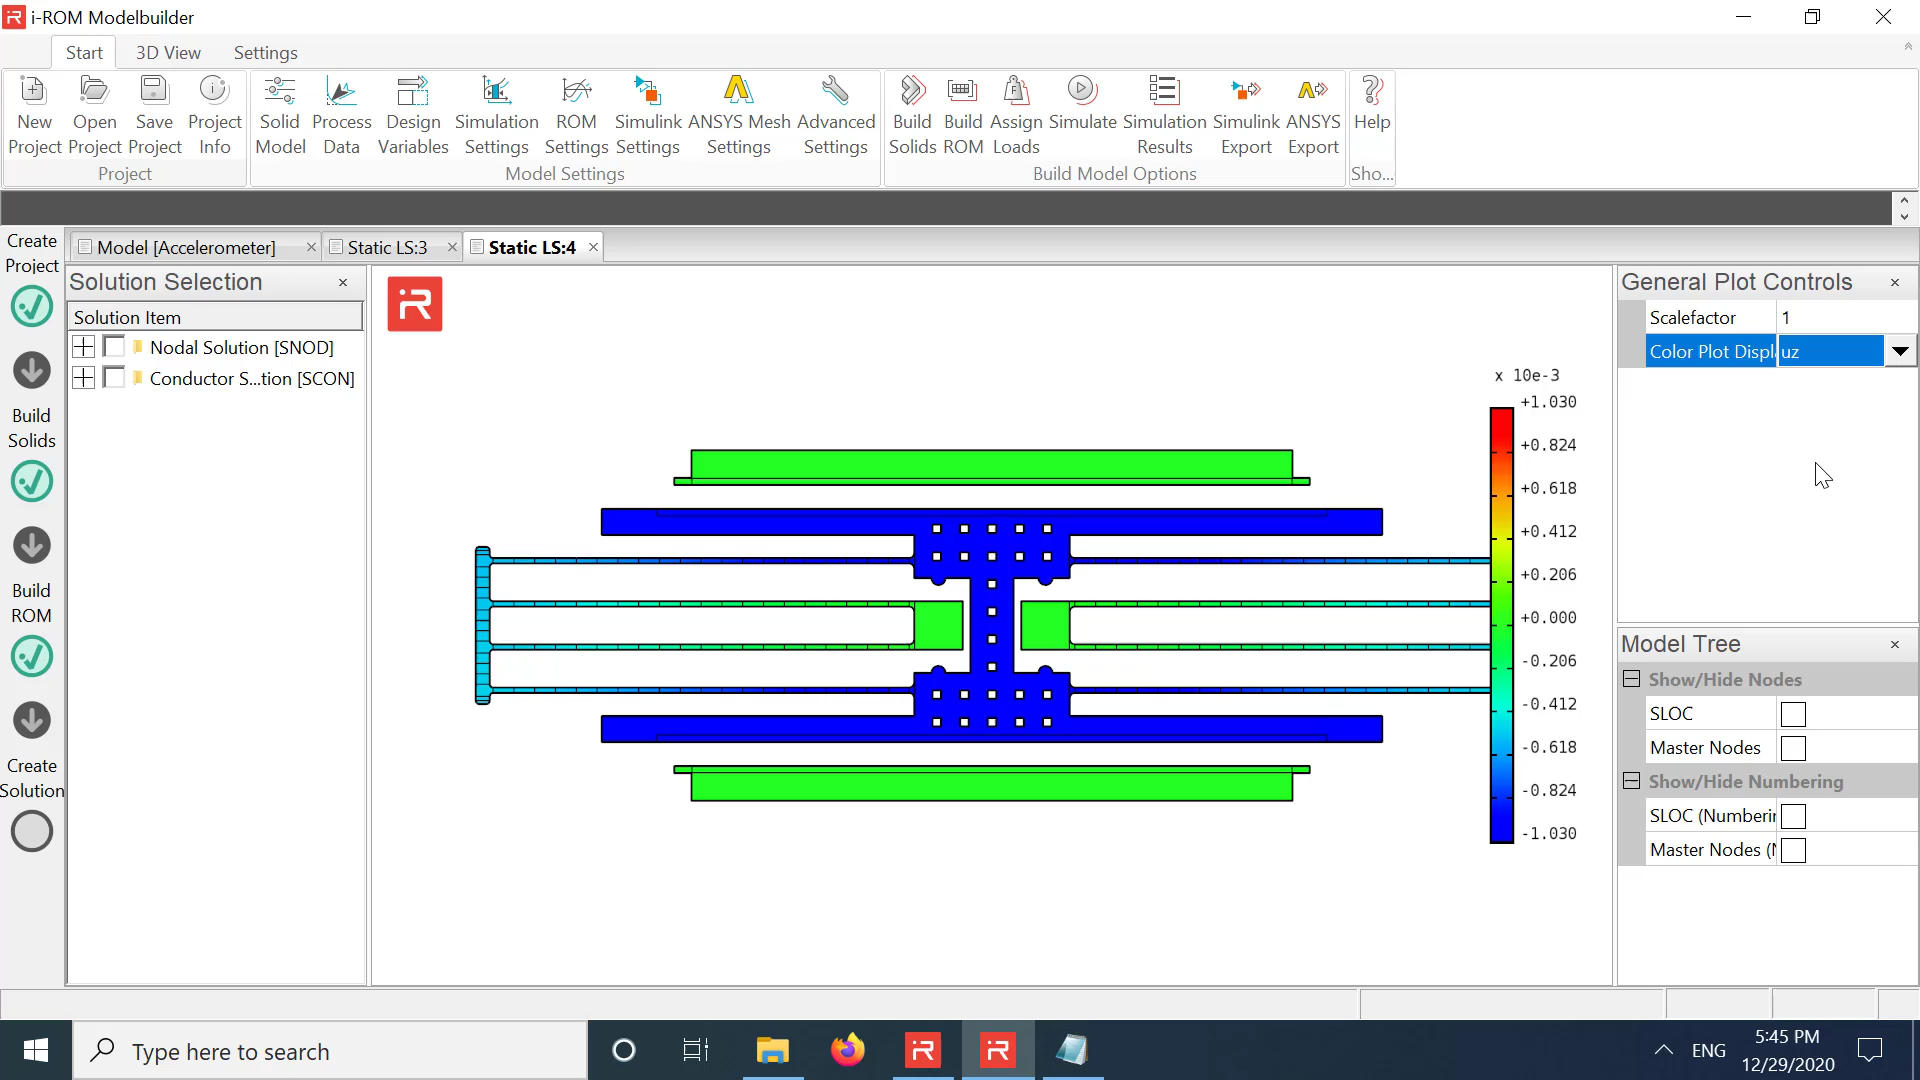 i-ROM Modelbuilder
Start 3D View Settings
New Project
Open Project
Save Project
Project Info
Solid Model
Process Data
Design Variables
Simulation Settings
ROM Settings
Simulink Settings
ANSYS Mesh Settings
Advanced Settings
Build Solids
Build ROM
Assign Loads
Simulate
Simulation Results
Simulink Export
ANSYS Export
Help
Project
Model Settings
Build Model Options
Sho...
Create Project
Build Solids
Build ROM
Create Solution
Model [Accelerometer]
Static LS:3
Static LS:4
Solution Selection
Solution Item
Nodal Solution [SNOD]
Conductor S...tion [SCON]
iR
x 10e-3
+1.030
+0.824
+0.618
+0.412
+0.206
+0.000
-0.206
-0.412
-0.618
-0.824
-1.030
General Plot Controls
Scalefactor 1
Color Plot Displ uz
Model Tree
Show/Hide Nodes
SLOC
Master Nodes
Show/Hide Numbering
SLOC (Numberi
Master Nodes (
Type here to search
ENG
5:45 PM
12/29/2020